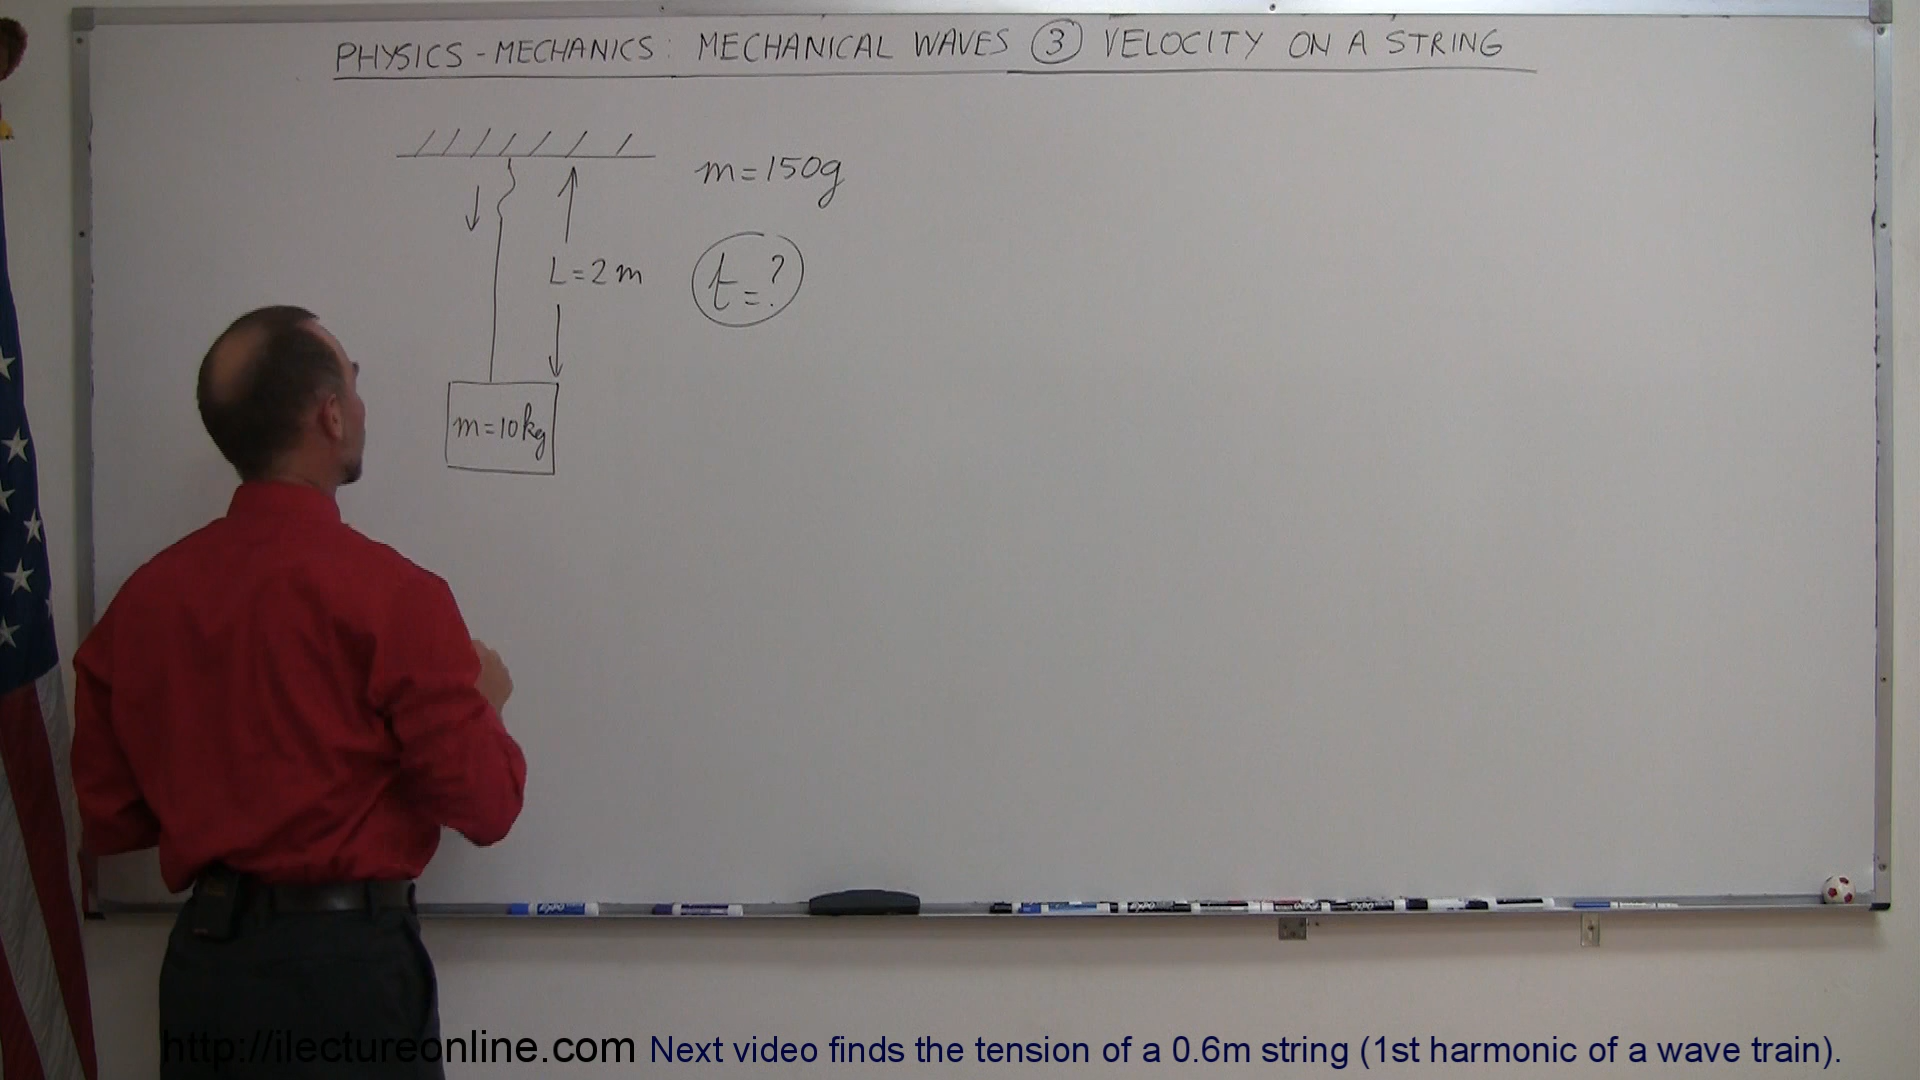 PHYSICS - MECHANICS: MECHANICAL WAVES ③ VELOCITY ON A STRING
m=150g
L=2m
t=?
m=10kg
http://ilectureonline.com Next video finds the tension of a 0.6m string (1st harmonic of a wave train).